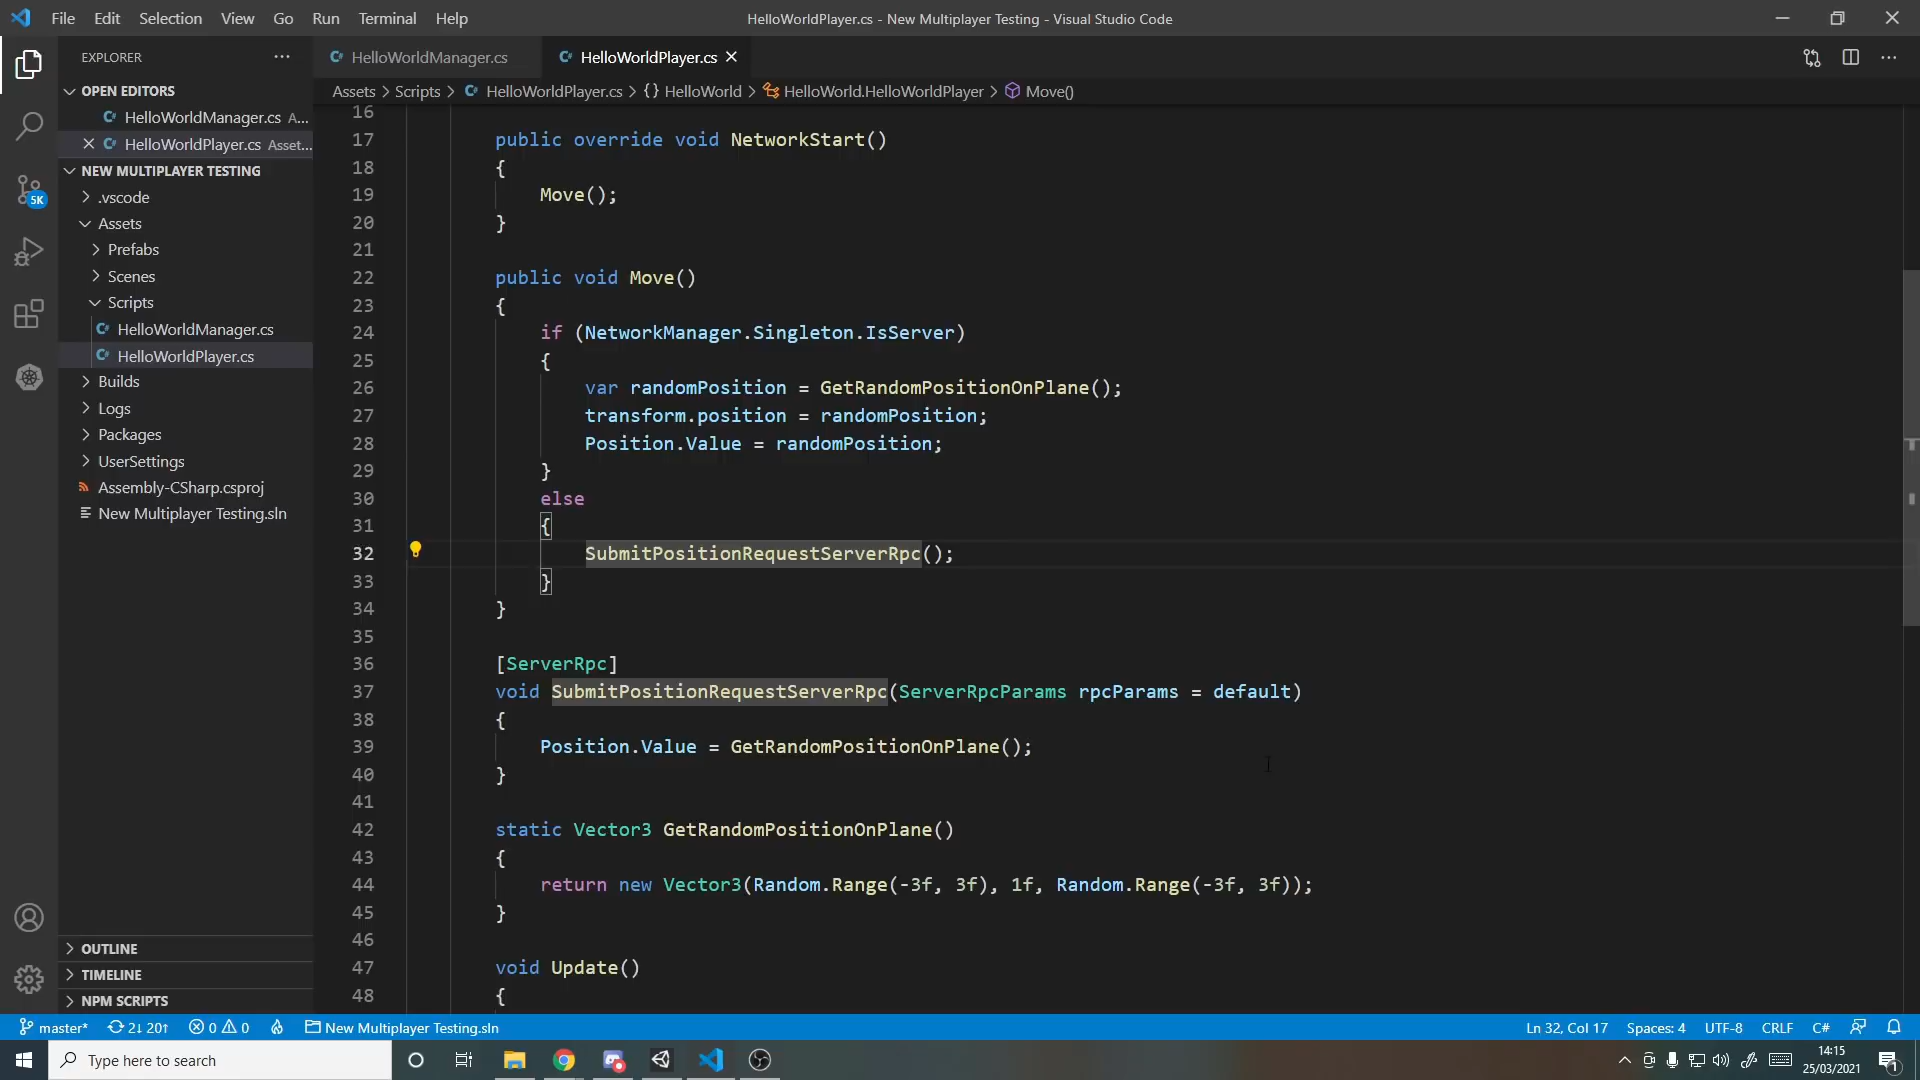 File Edit Selection View Go Run Terminal Help
HelloWorldPlayer.cs - New Multiplayer Testing - Visual Studio Code
EXPLORER
HelloWorldManager.cs
HelloWorldPlayer.cs
OPEN EDITORS
HelloWorldManager.cs A...
HelloWorldPlayer.cs Asset...
NEW MULTIPLAYER TESTING
.vscode
Assets
Prefabs
Scenes
Scripts
HelloWorldManager.cs
HelloWorldPlayer.cs
Builds
Logs
Packages
UserSettings
Assembly-CSharp.csproj
New Multiplayer Testing.sln
OUTLINE
TIMELINE
NPM SCRIPTS
5K
Assets > Scripts > HelloWorldPlayer.cs > {} HelloWorld > HelloWorld.HelloWorldPlayer > Move()
16
17 public override void NetworkStart()
18 {
19 Move();
20 }
21
22 public void Move()
23 {
24 if (NetworkManager.Singleton.IsServer)
25 {
26 var randomPosition = GetRandomPositionOnPlane();
27 transform.position = randomPosition;
28 Position.Value = randomPosition;
29 }
30 else
31 {
32 SubmitPositionRequestServerRpc();
33 }
34 }
35
36 [ServerRpc]
37 void SubmitPositionRequestServerRpc(ServerRpcParams rpcParams = default)
38 {
39 Position.Value = GetRandomPositionOnPlane();
40 }
41
42 static Vector3 GetRandomPositionOnPlane()
43 {
44 return new Vector3(Random.Range(-3f, 3f), 1f, Random.Range(-3f, 3f));
45 }
46
47 void Update()
48 {
master* 2↓ 20↑ 0 0 New Multiplayer Testing.sln
Ln 32, Col 17 Spaces: 4 UTF-8 CRLF C#
Type here to search
14:15
25/03/2021
1